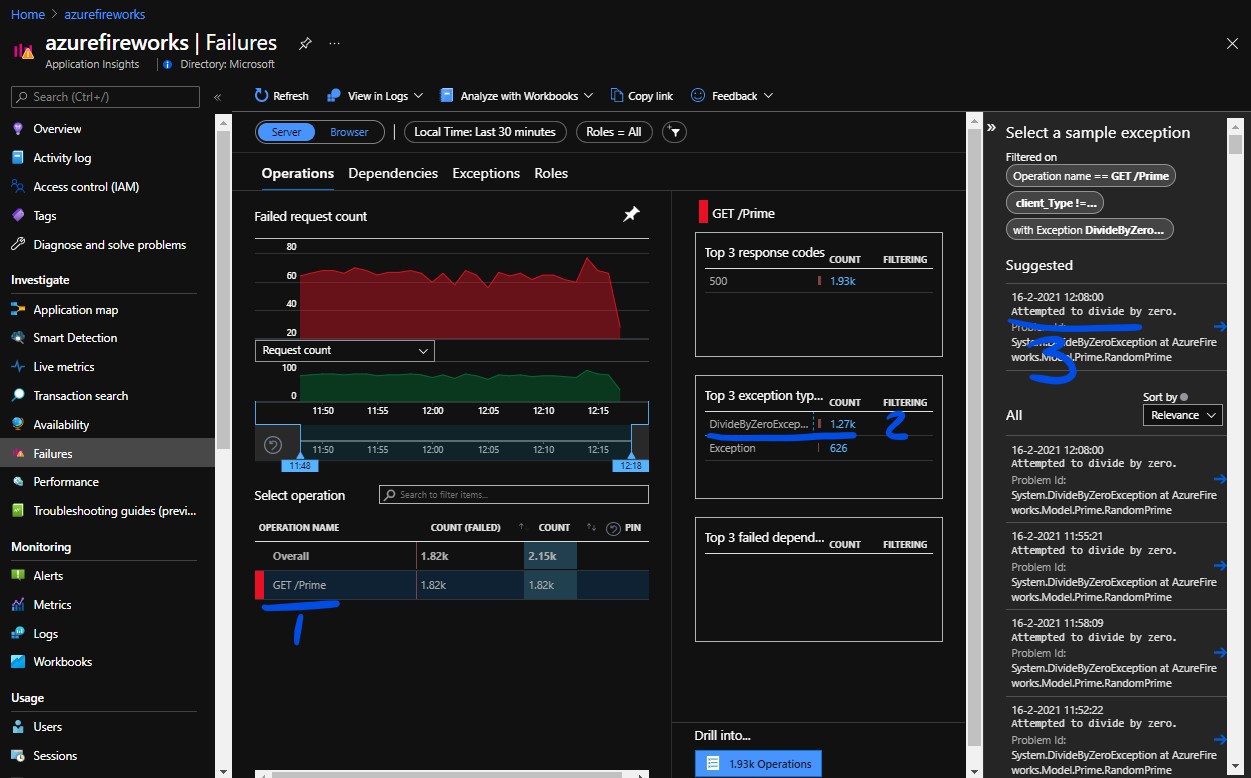 Home > azurefireworks
azurefireworks | Failures
Application Insights
Directory: Microsoft
Search (Ctrl+/)
Overview
Activity log
Access control (IAM)
Tags
Diagnose and solve problems
Investigate
Application map
Smart Detection
Live metrics
Transaction search
Availability
Failures
Performance
Troubleshooting guides (previ...
Monitoring
Alerts
Metrics
Logs
Workbooks
Usage
Users
Sessions
Refresh
View in Logs
Analyze with Workbooks
Copy link
Feedback
Server
Browser
Local Time: Last 30 minutes
Roles = All
Operations
Dependencies
Exceptions
Roles
Failed request count
80
60
40
20
Request count
100
0
11:50 11:55 12:00 12:05 12:10 12:15
11:50 11:55 12:00 12:05 12:10 12:15
11:48
12:18
Select operation
Search to filter items...
OPERATION NAME COUNT (FAILED) COUNT PIN
Overall 1.82k 2.15k
GET /Prime 1.82k 1.82k
1
GET /Prime
Top 3 response codes COUNT FILTERING
500 1.93k
Top 3 exception typ... COUNT FILTERING
DivideByZeroExcep... 1.27k
2
Exception 626
Top 3 failed depend... COUNT FILTERING
Drill into...
1.93k Operations
Select a sample exception
Filtered on
Operation name == GET /Prime
client_Type !=...
with Exception DivideByZero...
Suggested
16-2-2021 12:08:00
Attempted to divide by zero.
Problem Id:
System.DivideByZeroException at AzureFire
works.Model.Prime.RandomPrime
3
Sort by
All
Relevance
16-2-2021 12:08:00
Attempted to divide by zero.
Problem Id:
System.DivideByZeroException at AzureFire
works.Model.Prime.RandomPrime
16-2-2021 11:55:21
Attempted to divide by zero.
Problem Id:
System.DivideByZeroException at AzureFire
works.Model.Prime.RandomPrime
16-2-2021 11:58:09
Attempted to divide by zero.
Problem Id:
System.DivideByZeroException at AzureFire
works.Model.Prime.RandomPrime
16-2-2021 11:52:22
Attempted to divide by zero.
Problem Id:
System.DivideByZeroException at AzureFire